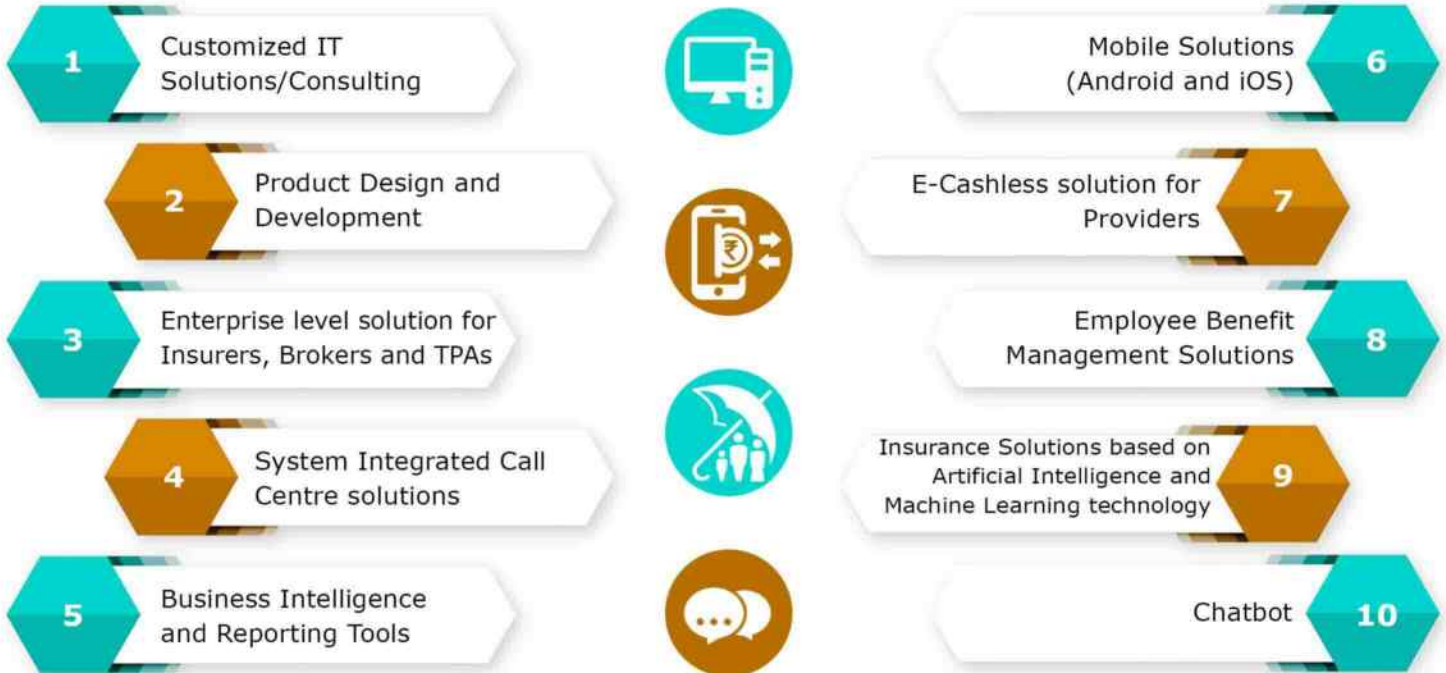 1
Customized IT
Solutions/Consulting
2
Product Design and
Development
3
Enterprise level solution for
Insurers, Brokers and TPAs
4
System Integrated Call
Centre solutions
5
Business Intelligence
and Reporting Tools
₹
Mobile Solutions
(Android and iOS)
6
E-Cashless solution for
Providers
7
Employee Benefit
Management Solutions
8
Insurance Solutions based on
Artificial Intelligence and
Machine Learning technology
9
Chatbot
10